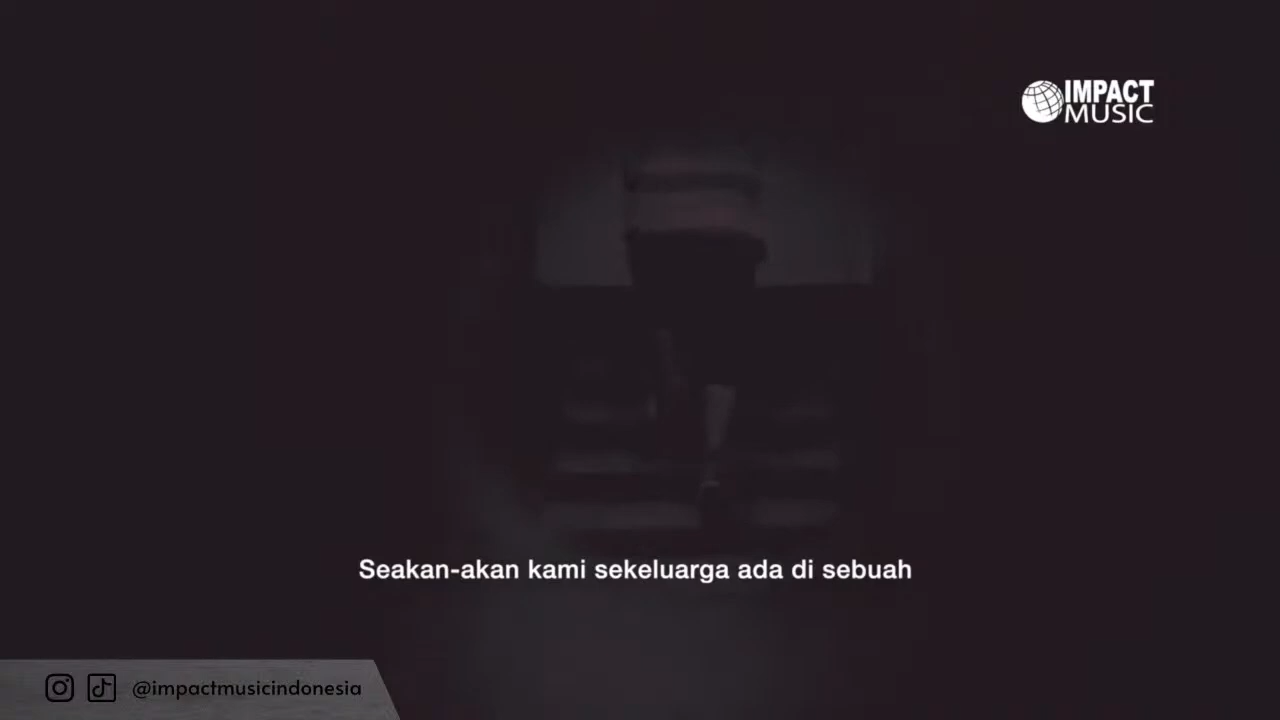 IMPACT
MUSIC
Seakan-akan kami sekeluarga ada di sebuah
@impactmusicindonesia